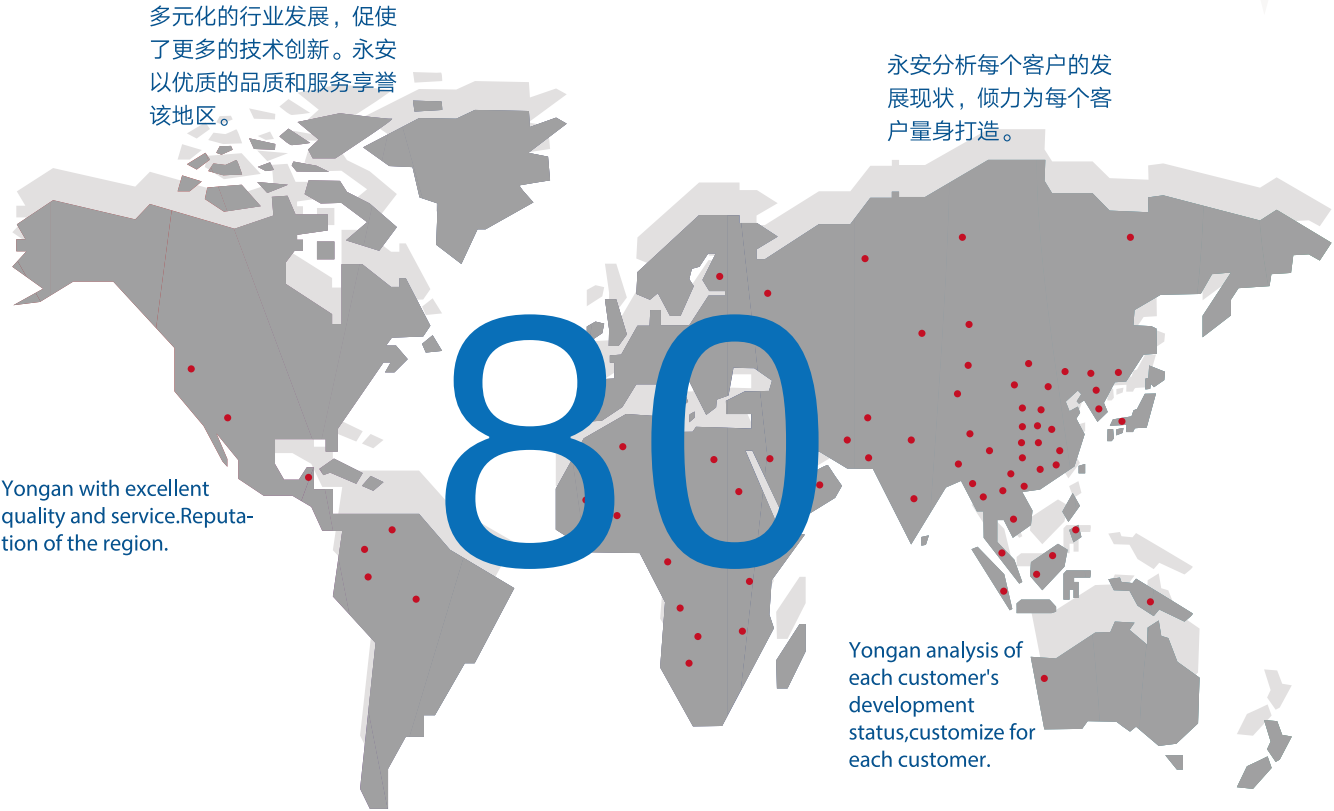 多元化的行业发展，促使
了更多的技术创新。永安
以优质的品质和服务享誉
该地区。
永安分析每个客户的发
展现状，倾力为每个客
户量身打造。
80
Yongan with excellent
quality and service.Reputa-
tion of the region.
Yongan analysis of
each customer's
development
status,customize for
each customer.